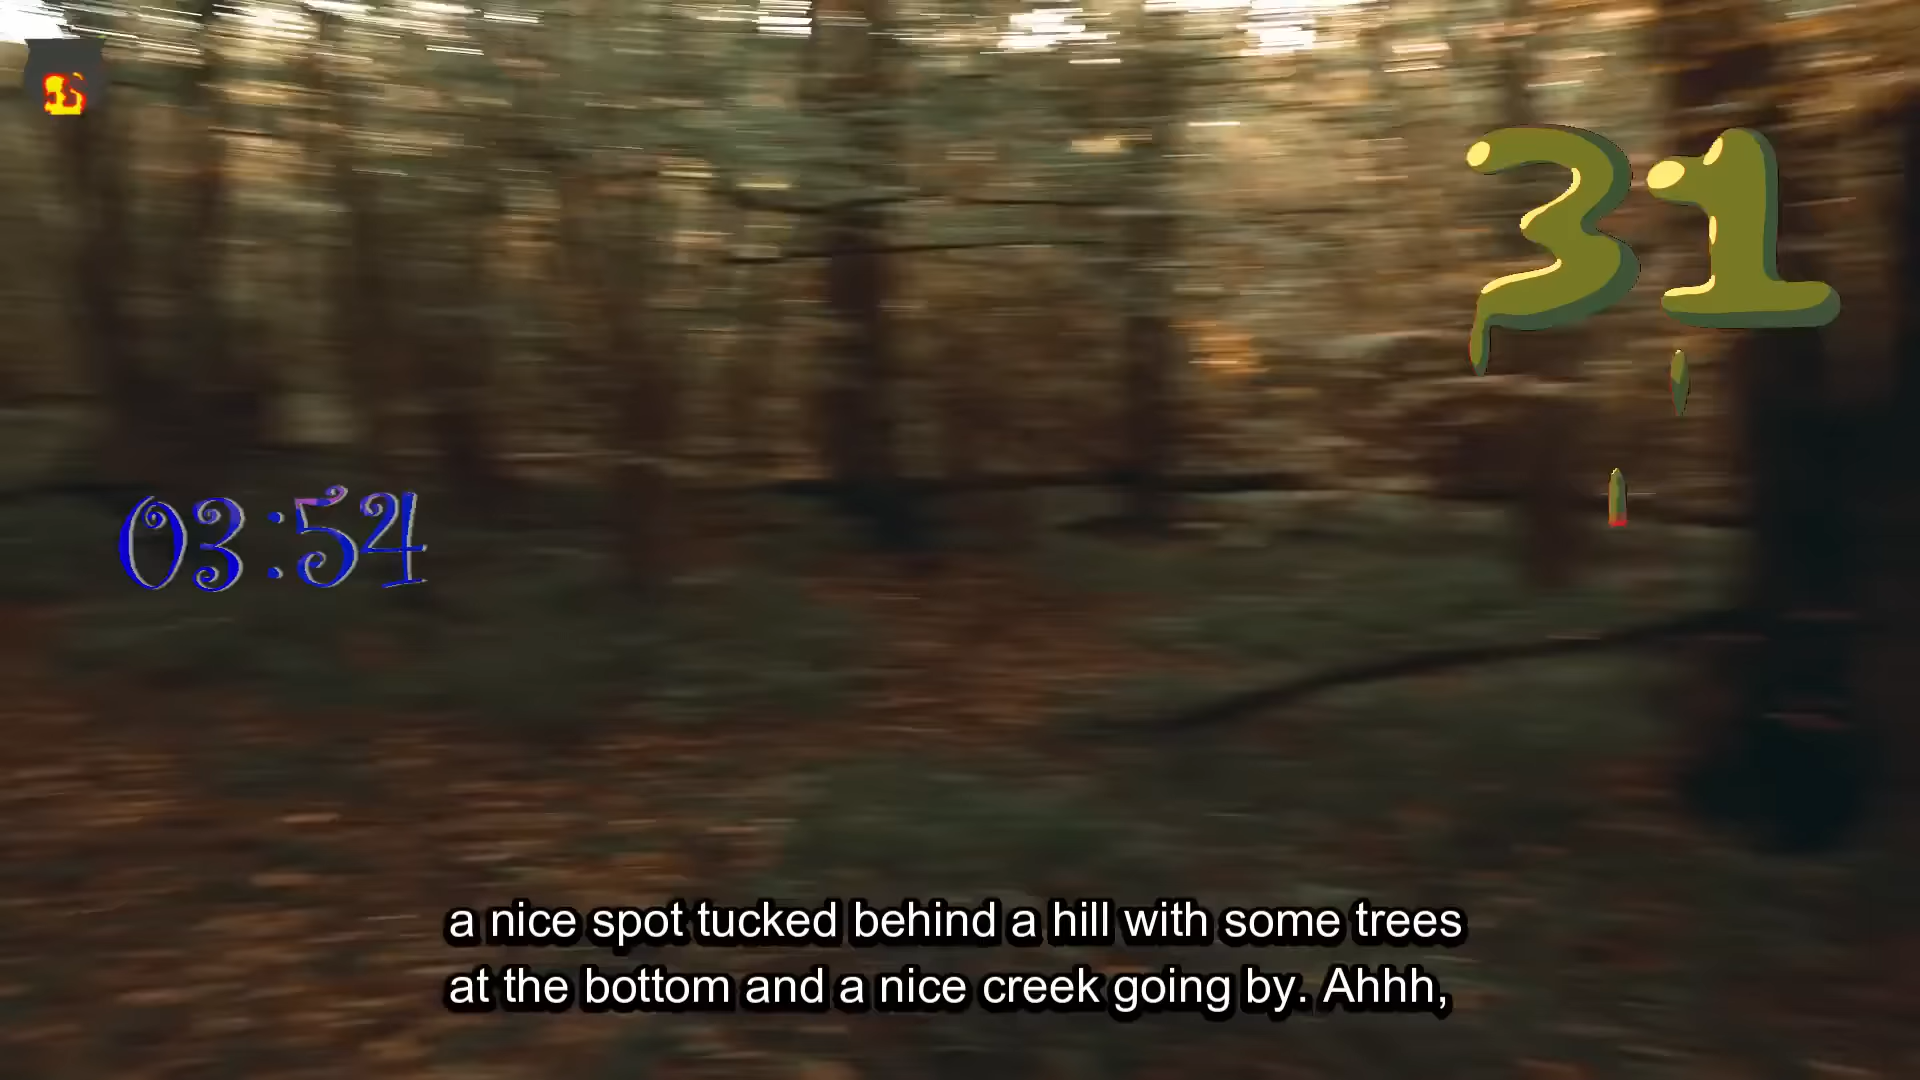 31
03:54
a nice spot tucked behind a hill with some trees
at the bottom and a nice creek going by. Ahhh,